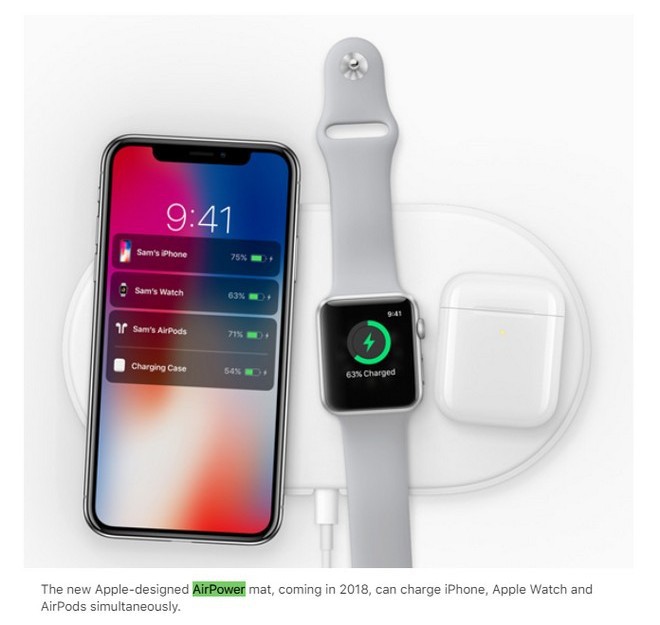 9:41
Sam's iPhone 75%
Sam's Watch 63%
Sam's AirPods 71%
Charging Case 54%
9:41
63% Charged
The new Apple-designed AirPower mat, coming in 2018, can charge iPhone, Apple Watch and
AirPods simultaneously.